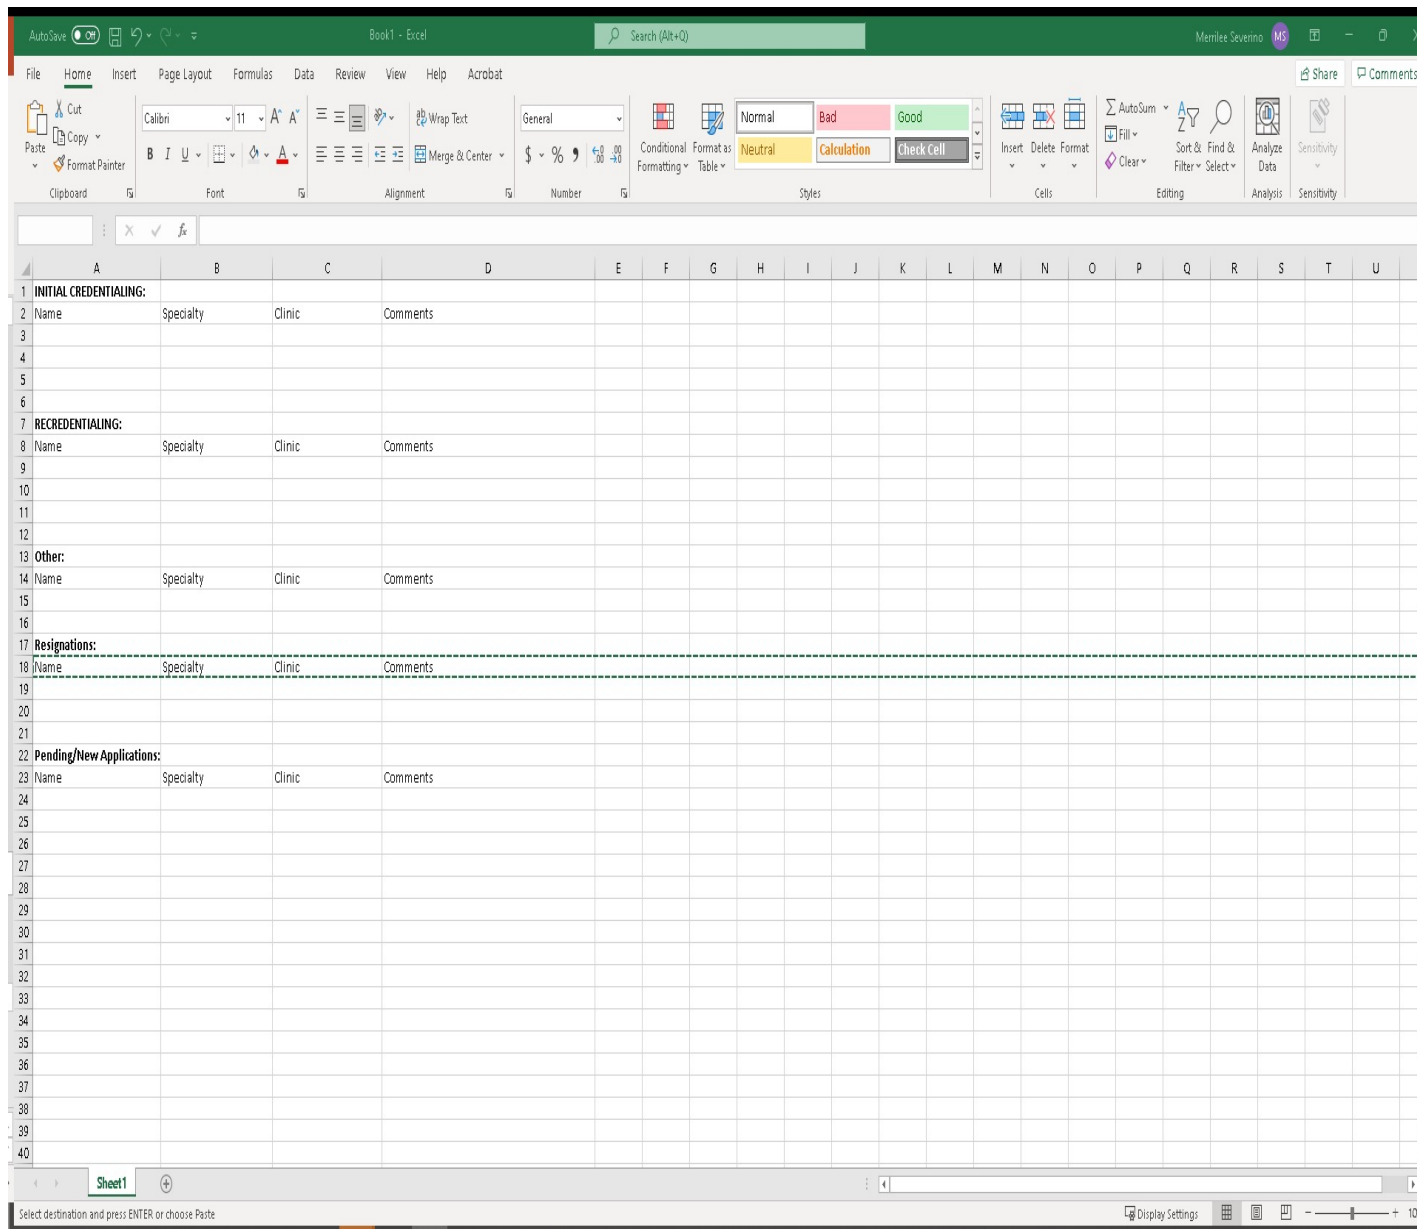 AutoSave Off Book1 - Excel Search (Alt+Q) Merrilee Severino MS
File Home Insert Page Layout Formulas Data Review View Help Acrobat Share Comments
Cut Calibri 11 A A Wrap Text General Normal Bad Good AutoSum
Copy Fill
Paste Format Painter B I U A Merge & Center $ % 9 Conditional Format as Neutral Calculation Check Cell Insert Delete Format Clear Sort & Find & Analyze Sensitivity
Formatting Table Filter Select Data
Clipboard Font Alignment Number Styles Cells Editing Analysis Sensitivity
fx
A B C D E F G H I J K L M N O P Q R S T U
1 INITIAL CREDENTIALING:
2 Name Specialty Clinic Comments
3
4
5
6
7 RECREDENTIALING:
8 Name Specialty Clinic Comments
9
10
11
12
13 Other:
14 Name Specialty Clinic Comments
15
16
17 Resignations:
18 Name Specialty Clinic Comments
19
20
21
22 Pending/New Applications:
23 Name Specialty Clinic Comments
24
25
26
27
28
29
30
31
32
33
34
35
36
37
38
39
40
Sheet1
Select destination and press ENTER or choose Paste Display Settings